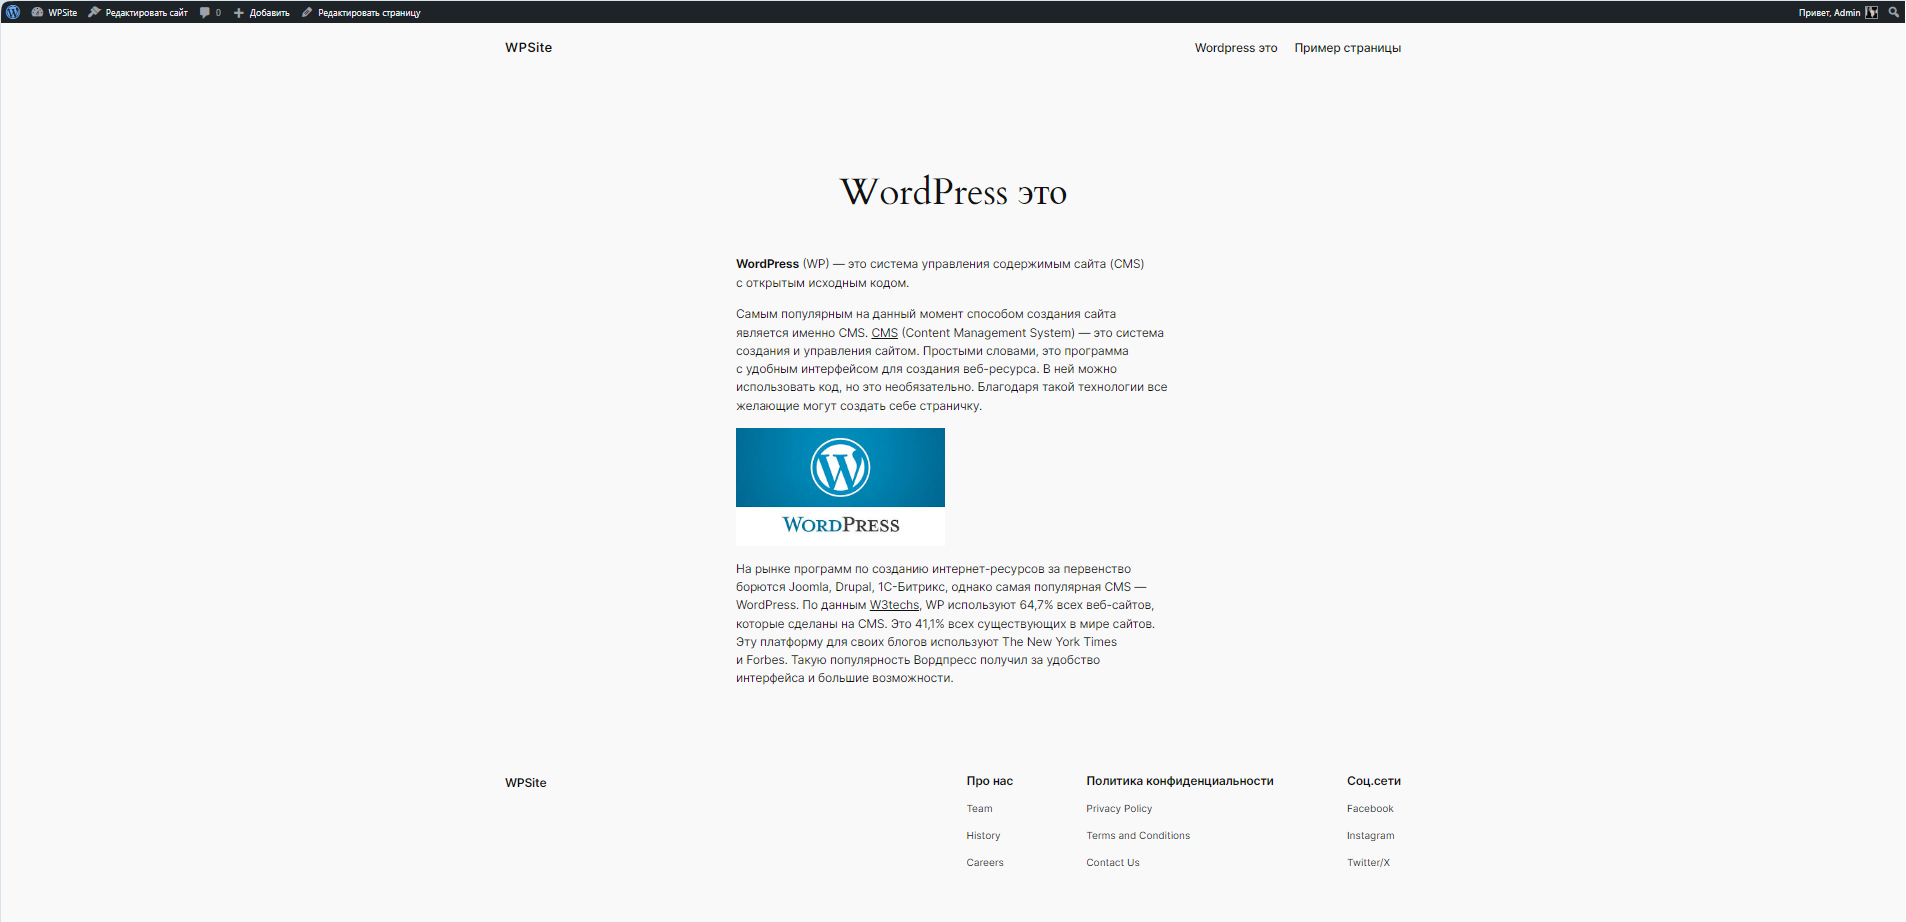 WPSite Редактировать сайт 0 Добавить Редактировать страницу Привет, Admin
WPSite Wordpress это Пример страницы
WordPress это
WordPress (WP) — это система управления содержимым сайта (CMS)
с открытым исходным кодом.
Самым популярным на данный момент способом создания сайта
является именно CMS. CMS (Content Management System) — это система
создания и управления сайтом. Простыми словами, это программа
с удобным интерфейсом для создания веб-ресурса. В ней можно
использовать код, но это необязательно. Благодаря такой технологии все
желающие могут создать себе страничку.
W
WORDPRESS
На рынке программ по созданию интернет-ресурсов за первенство
борются Joomla, Drupal, 1С-Битрикс, однако самая популярная CMS —
WordPress. По данным W3techs, WP используют 64,7% всех веб-сайтов,
которые сделаны на CMS. Это 41,1% всех существующих в мире сайтов.
Эту платформу для своих блогов используют The New York Times
и Forbes. Такую популярность Вордпресс получил за удобство
интерфейса и большие возможности.
WPSite
Про нас
Team
History
Careers
Политика конфиденциальности
Privacy Policy
Terms and Conditions
Contact Us
Соц.сети
Facebook
Instagram
Twitter/X